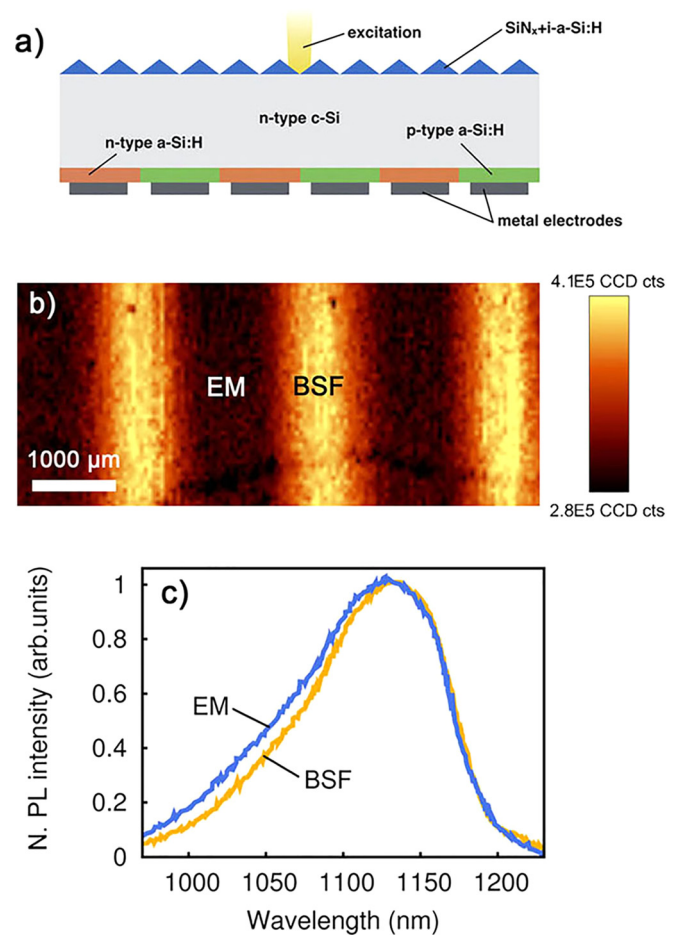 a)
excitation
SiNx+i-a-Si:H
n-type c-Si
n-type a-Si:H
p-type a-Si:H
metal electrodes
b)
4.1E5 CCD cts
EM
BSF
1000 µm
2.8E5 CCD cts
c)
N. PL intensity (arb.units)
1
0.8
0.6
0.4
0.2
0
EM
BSF
1000
1050
1100
1150
1200
Wavelength (nm)